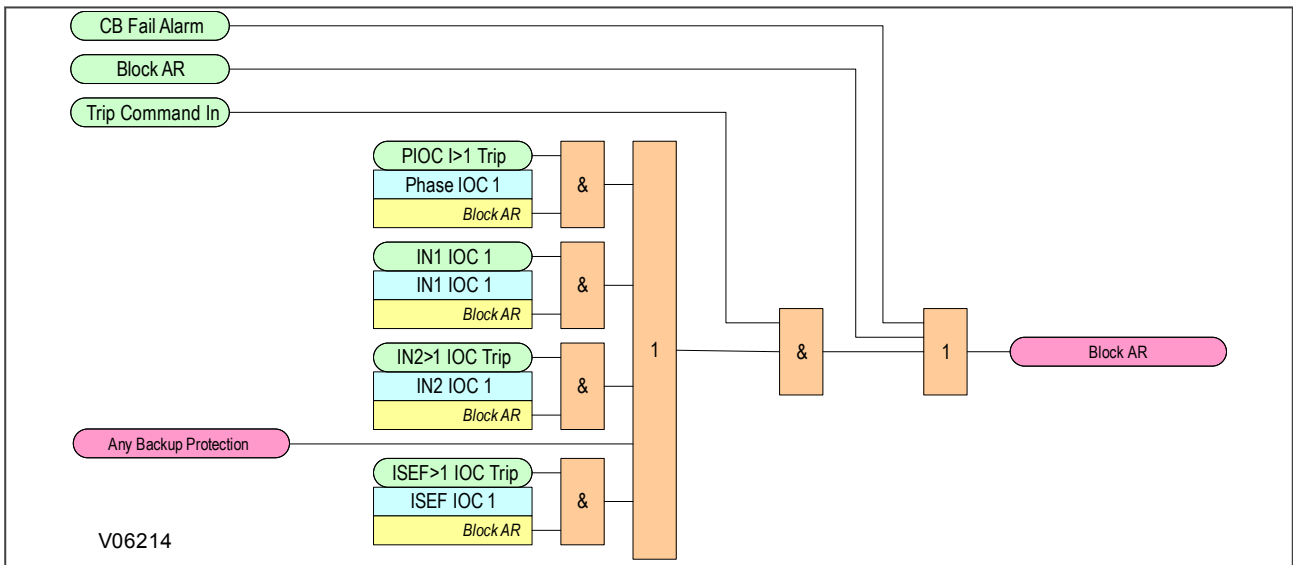 CB Fail Alarm
Block AR
Trip Command In
PIOC I>1 Trip
Phase IOC 1
Block AR
&
IN1 IOC 1
IN1 IOC 1
Block AR
&
IN2>1 IOC Trip
IN2 IOC 1
Block AR
&
1
&
1
Block AR
Any Backup Protection
ISEF>1 IOC Trip
ISEF IOC 1
Block AR
&
V06214